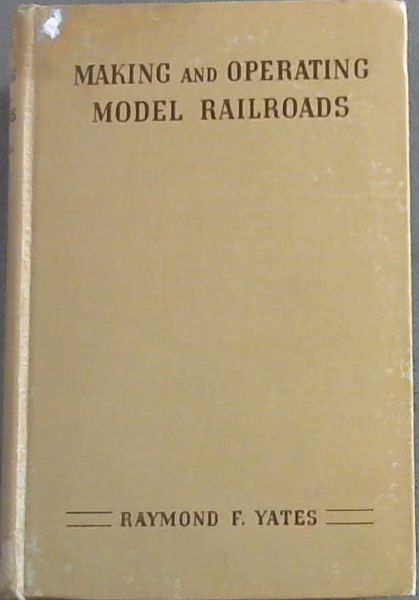 MAKING AND OPERATING
MODEL RAILROADS
RAYMOND F. YATES